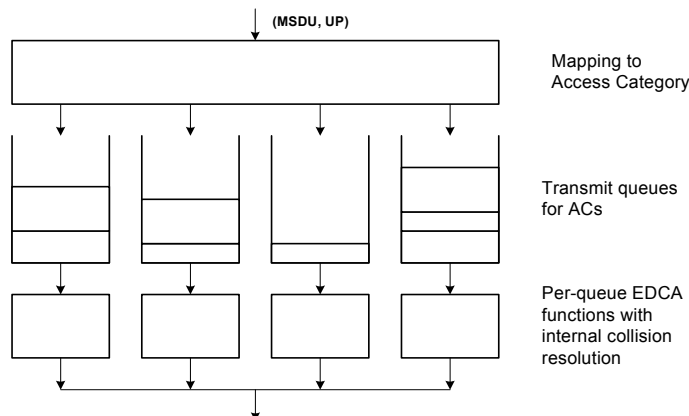 (MSDU, UP)
Mapping to
Access Category
Transmit queues
for ACs
Per-queue EDCA
functions with
internal collision
resolution